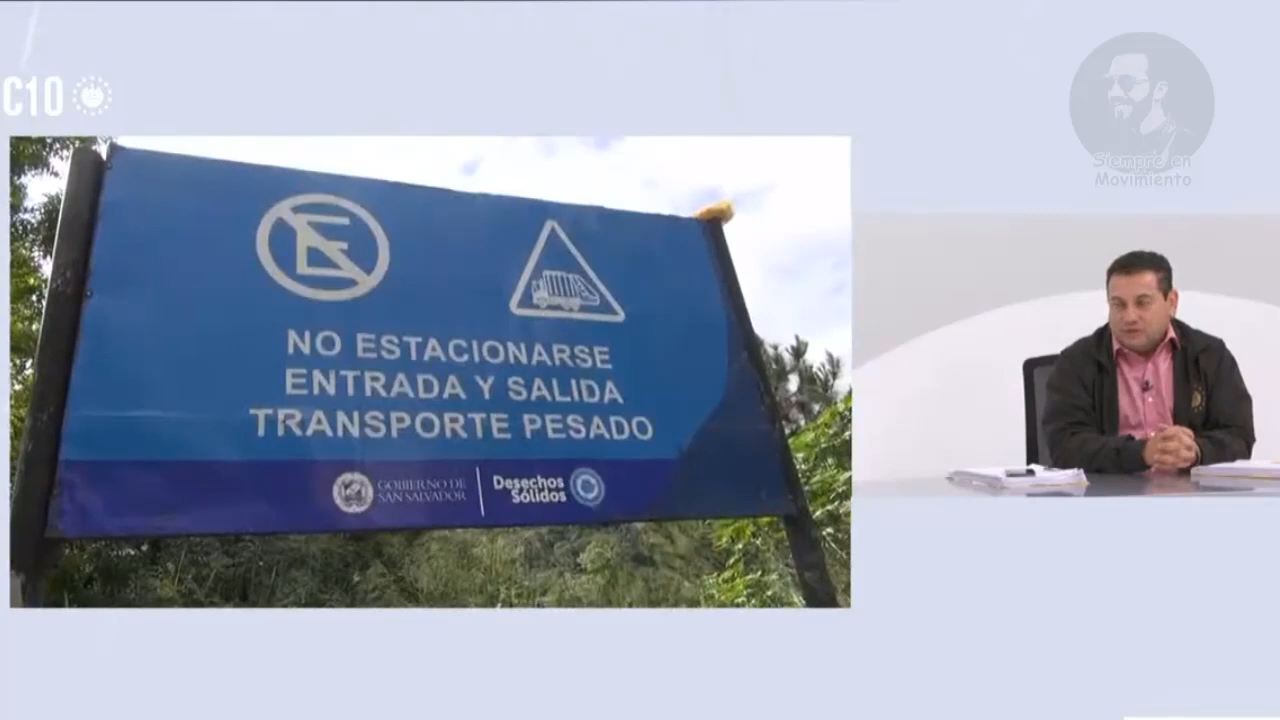 C10
Siempre en
Movimiento
E
NO ESTACIONARSE
ENTRADA Y SALIDA
TRANSPORTE PESADO
GOBIERNO DE
SAN SALVADOR
Desechos
Sólidos